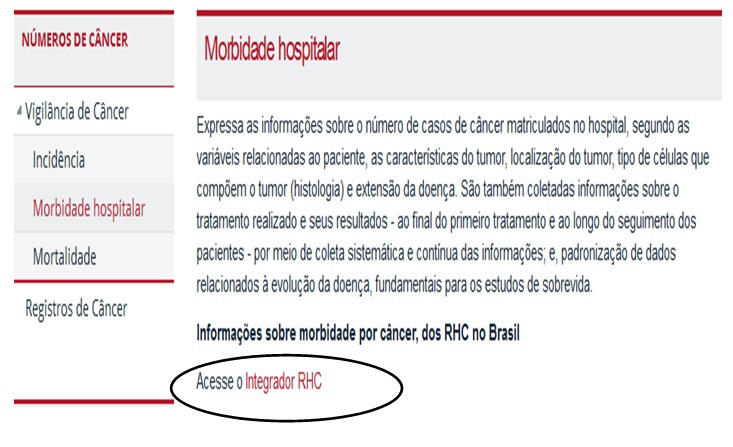 NÚMEROS DE CÂNCER
Vigilância de Câncer
Incidência
Morbidade hospitalar
Mortalidade
Registros de Câncer
Morbidade hospitalar
Expressa as informações sobre o número de casos de câncer matriculados no hospital, segundo as
variáveis relacionadas ao paciente, as características do tumor, localização do tumor, tipo de células que
compõem o tumor (histologia) e extensão da doença. São também coletadas informações sobre o
tratamento realizado e seus resultados - ao final do primeiro tratamento e ao longo do seguimento dos
pacientes - por meio de coleta sistemática e contínua das informações; e, padronização de dados
relacionados à evolução da doença, fundamentais para os estudos de sobrevida.
Informações sobre morbidade por câncer, dos RHC no Brasil
Acesse o Integrador RHC